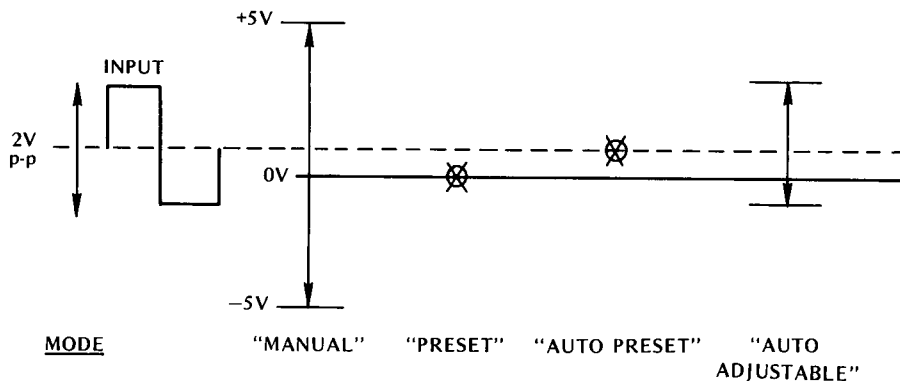 +5V
INPUT
2V
p-p
0V
−5V
MODE
"MANUAL"
"PRESET"
"AUTO PRESET"
"AUTO
ADJUSTABLE"